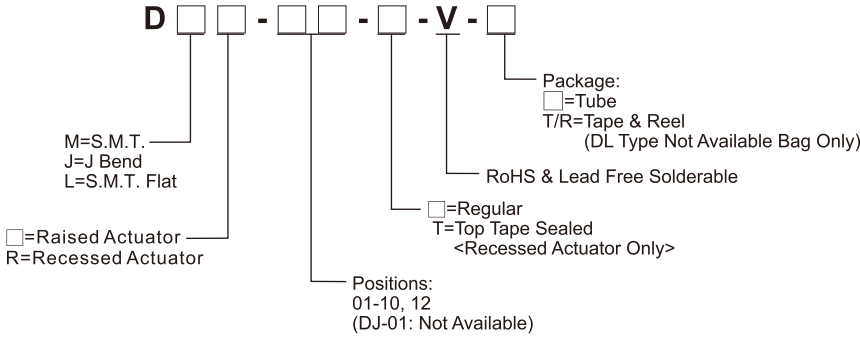 D□□-□□-□-V-□
Package:
□=Tube
T/R=Tape & Reel
(DL Type Not Available Bag Only)
M=S.M.T.
J=J Bend
L=S.M.T. Flat
RoHS & Lead Free Solderable
□=Regular
T=Top Tape Sealed
<Recessed Actuator Only>
□=Raised Actuator
R=Recessed Actuator
Positions:
01-10, 12
(DJ-01: Not Available)